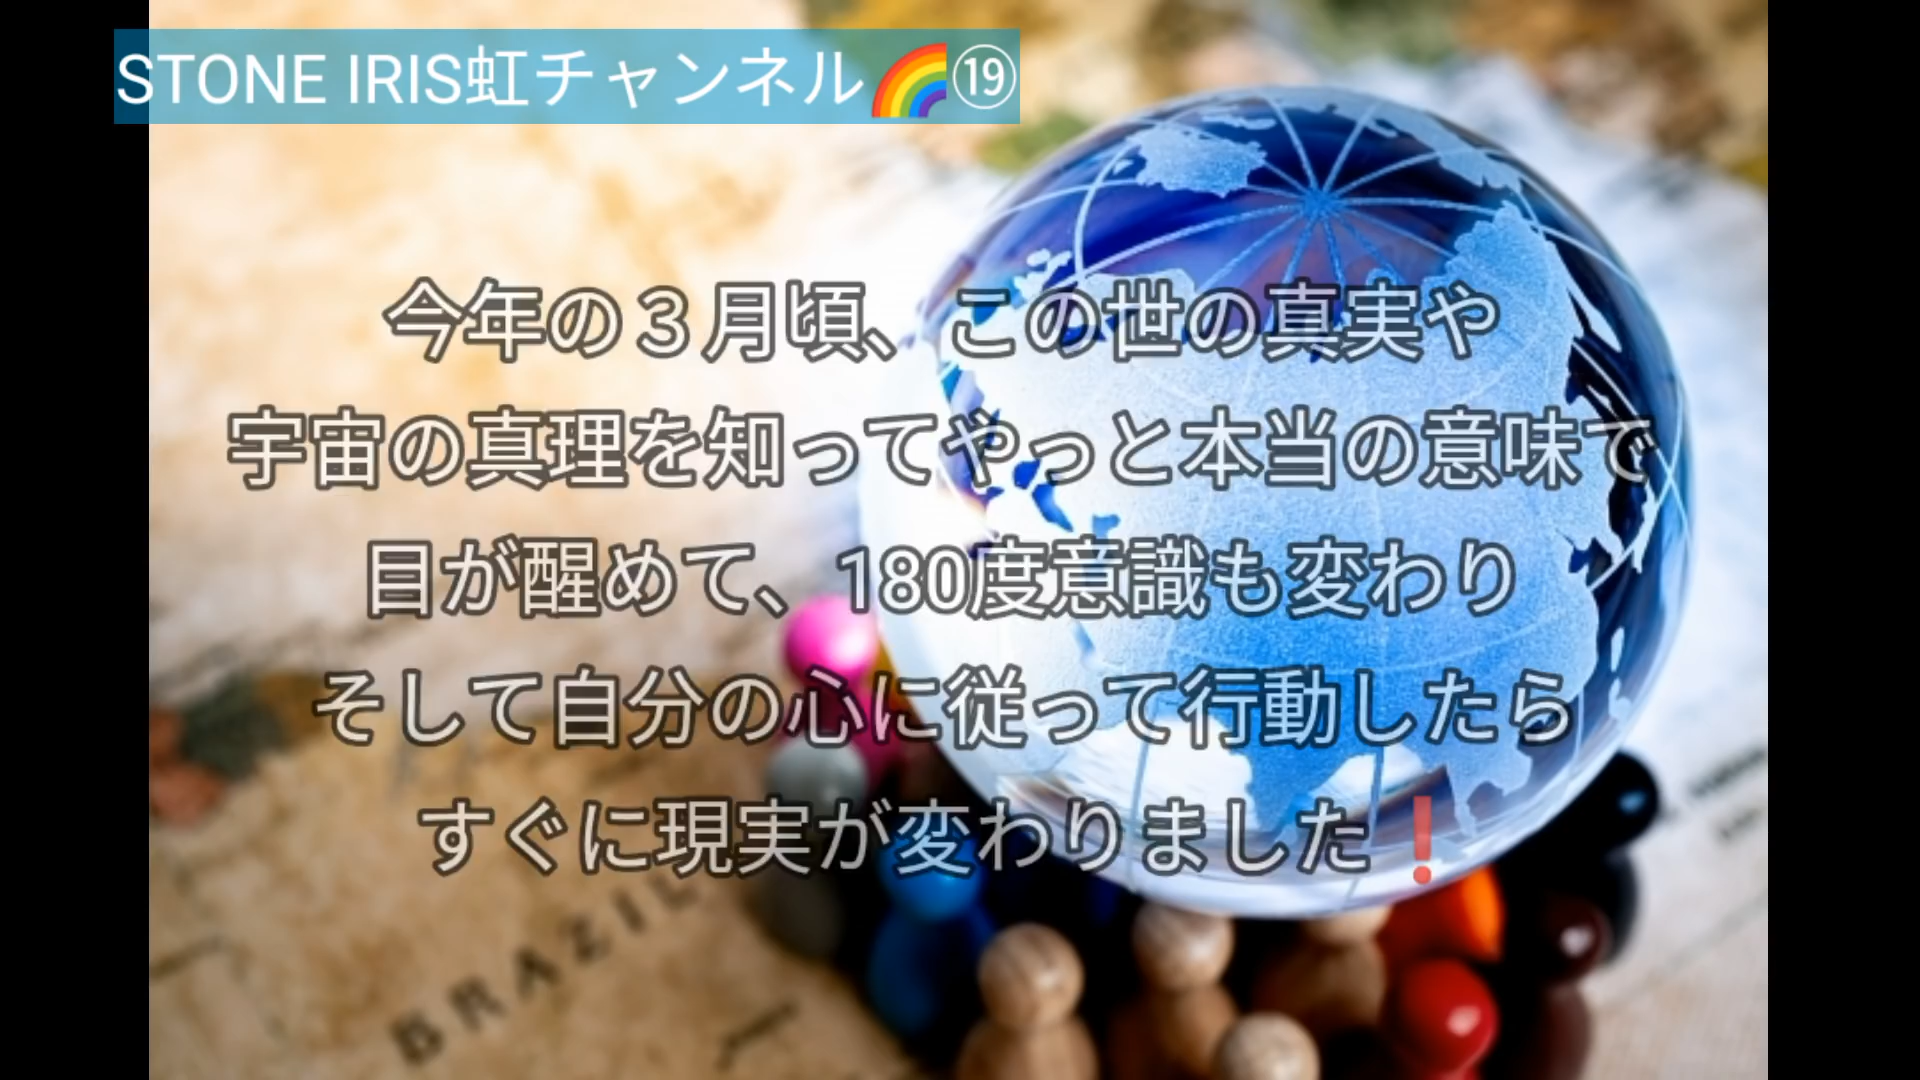 STONE IRIS虹チャンネル🌈⑲
今年の３月頃、この世の真実や
宇宙の真理を知ってやっと本当の意味で
目が醒めて、180度意識も変わり
そして自分の心に従って行動したら
すぐに現実が変わりました❗
BRAZIL